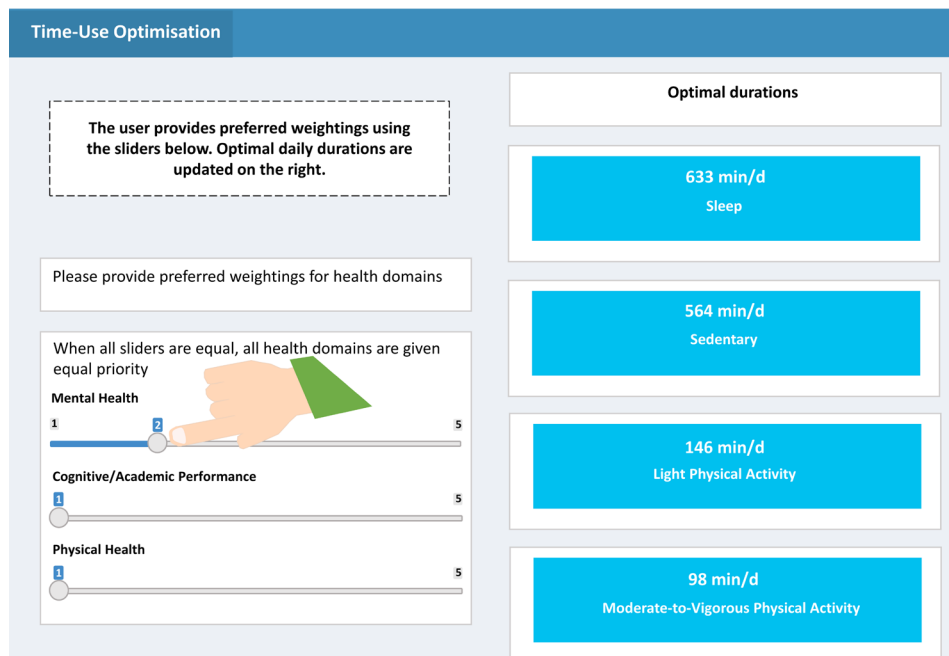 Time-Use Optimisation
The user provides preferred weightings using
the sliders below. Optimal daily durations are
updated on the right.
Please provide preferred weightings for health domains
When all sliders are equal, all health domains are given
equal priority
Mental Health
1 2 5
Cognitive/Academic Performance
1 5
Physical Health
1 5
Optimal durations
633 min/d
Sleep
564 min/d
Sedentary
146 min/d
Light Physical Activity
98 min/d
Moderate-to-Vigorous Physical Activity